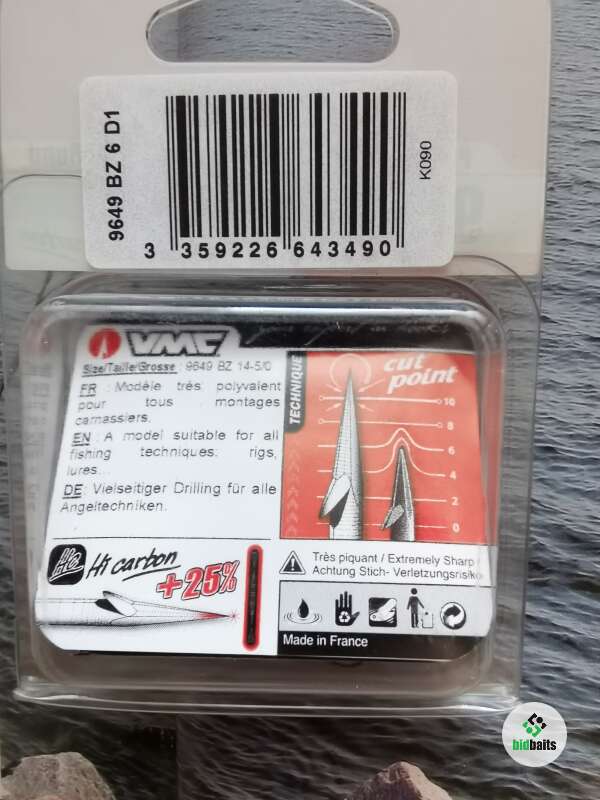 9649 BZ 6 D1
K090
3 359226 643490
VMC
Size/Taille/Grosse : 9649 BZ 14-5/0
FR : Modèle très polyvalent
pour tous montages
carnassiers.
EN : A model suitable for all
fishing techniques: rigs,
lures...
DE: Vielseitiger Drilling für alle
Angeltechniken.
TECHNIQUE
cut
point
10
8
6
4
2
0
Hc Hi carbon
+25%
Très piquant / Extremely Sharp /
Achtung Stich- Verletzungsrisiko
Made in France
bidbaits